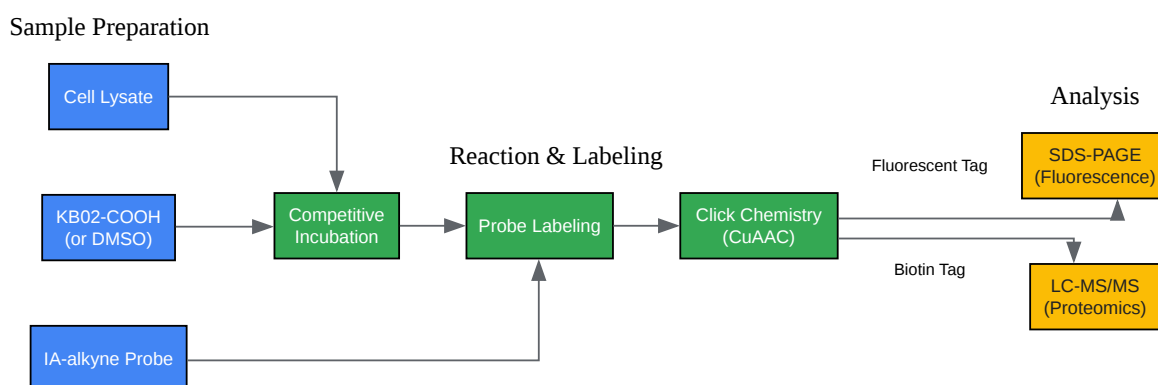 Sample Preparation
Cell Lysate
KB02-COOH
(or DMSO)
IA-alkyne Probe
Reaction & Labeling
Competitive
Incubation
Probe Labeling
Click Chemistry
(CuAAC)
Fluorescent Tag
Biotin Tag
Analysis
SDS-PAGE
(Fluorescence)
LC-MS/MS
(Proteomics)